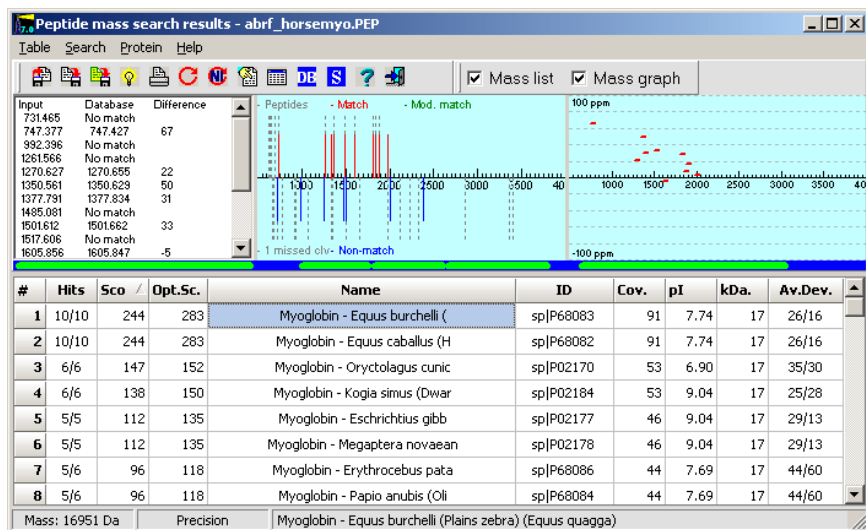 Peptide mass search results - abrf_horsemyo.PEP
Table Search Protein Help
DB S ? Mass list Mass graph
Input Database Difference
731.465 No match
747.377 747.427 67
992.396 No match
1261.566 No match
1270.627 1270.655 22
1350.561 1350.629 50
1377.791 1377.834 31
1485.081 No match
1501.612 1501.662 33
1517.606 No match
1605.856 1605.847 -5
- Peptides - Match - Mod. match
1000 1500 2000 2500 3000 3500 40
- 1 missed clv - Non-match
100 ppm
1000 1500 2000 2500 3000 3500 40
-100 ppm
# Hits Sco Opt.Sc. Name ID Cov. pI kDa. Av.Dev.
1 10/10 244 283 Myoglobin - Equus burchelli ( sp|P68083 91 7.74 17 26/16
2 10/10 244 283 Myoglobin - Equus caballus (H sp|P68082 91 7.74 17 26/16
3 6/6 147 152 Myoglobin - Oryctolagus cunic sp|P02170 53 6.90 17 35/30
4 6/6 138 150 Myoglobin - Kogia simus (Dwar sp|P02184 53 9.04 17 25/28
5 5/5 112 135 Myoglobin - Eschrichtius gibb sp|P02177 46 9.04 17 29/13
6 5/5 112 135 Myoglobin - Megaptera novaean sp|P02178 46 9.04 17 29/13
7 5/6 96 118 Myoglobin - Erythrocebus pata sp|P68086 44 7.69 17 44/60
8 5/6 96 118 Myoglobin - Papio anubis (Oli sp|P68084 44 7.69 17 44/60
Mass: 16951 Da Precision Myoglobin - Equus burchelli (Plains zebra) (Equus quagga)